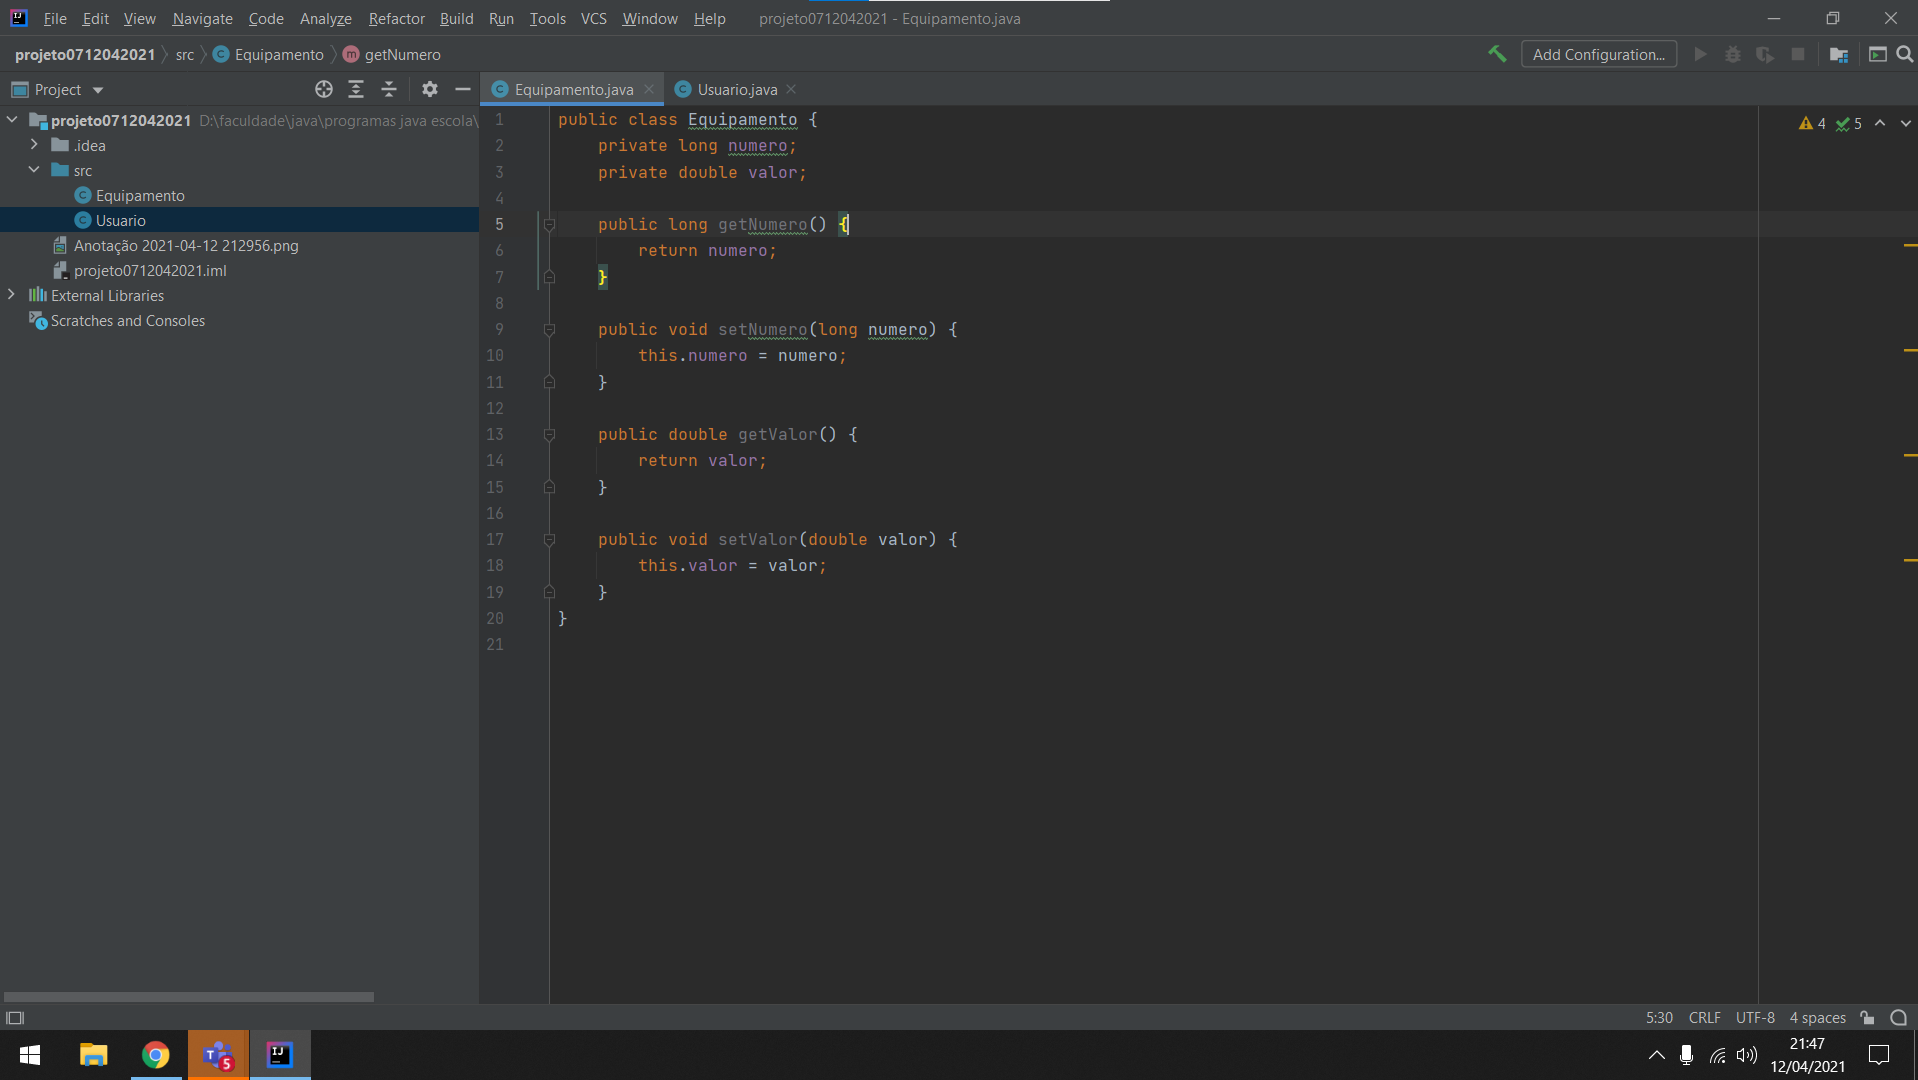 File Edit View Navigate Code Analyze Refactor Build Run Tools VCS Window Help projeto0712042021 - Equipamento.java
projeto0712042021 src Equipamento getNumero Add Configuration...
Project
Equipamento.java Usuario.java
projeto0712042021 D:\faculdade\java\programas java escola\
.idea
src
Equipamento
Usuario
Anotação 2021-04-12 212956.png
projeto0712042021.iml
External Libraries
Scratches and Consoles
4 5
1 public class Equipamento {
2 private long numero;
3 private double valor;
4
5 public long getNumero() {
6 return numero;
7 }
8
9 public void setNumero(long numero) {
10 this.numero = numero;
11 }
12
13 public double getValor() {
14 return valor;
15 }
16
17 public void setValor(double valor) {
18 this.valor = valor;
19 }
20 }
21
5:30 CRLF UTF-8 4 spaces
T 5 IJ
21:47
12/04/2021